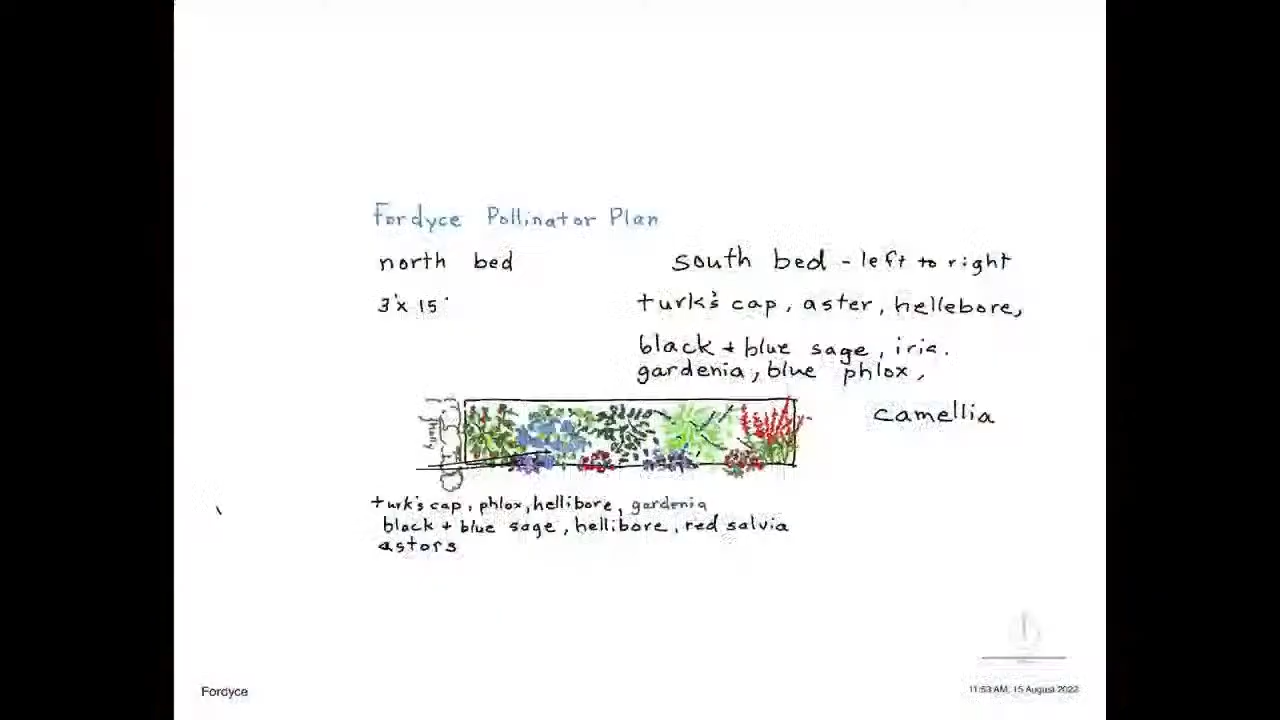 Fordyce Pollinator Plan
north bed
south bed - left to right
3' x 15'
turk's cap, aster, hellebore,
black + blue sage, iris.
gardenia, blue phlox,
camellia
turk's cap, phlox, hellibore, gardenia
black + blue sage, hellibore, red salvia
astors
Fordyce
11:53 AM, 15 August 2022